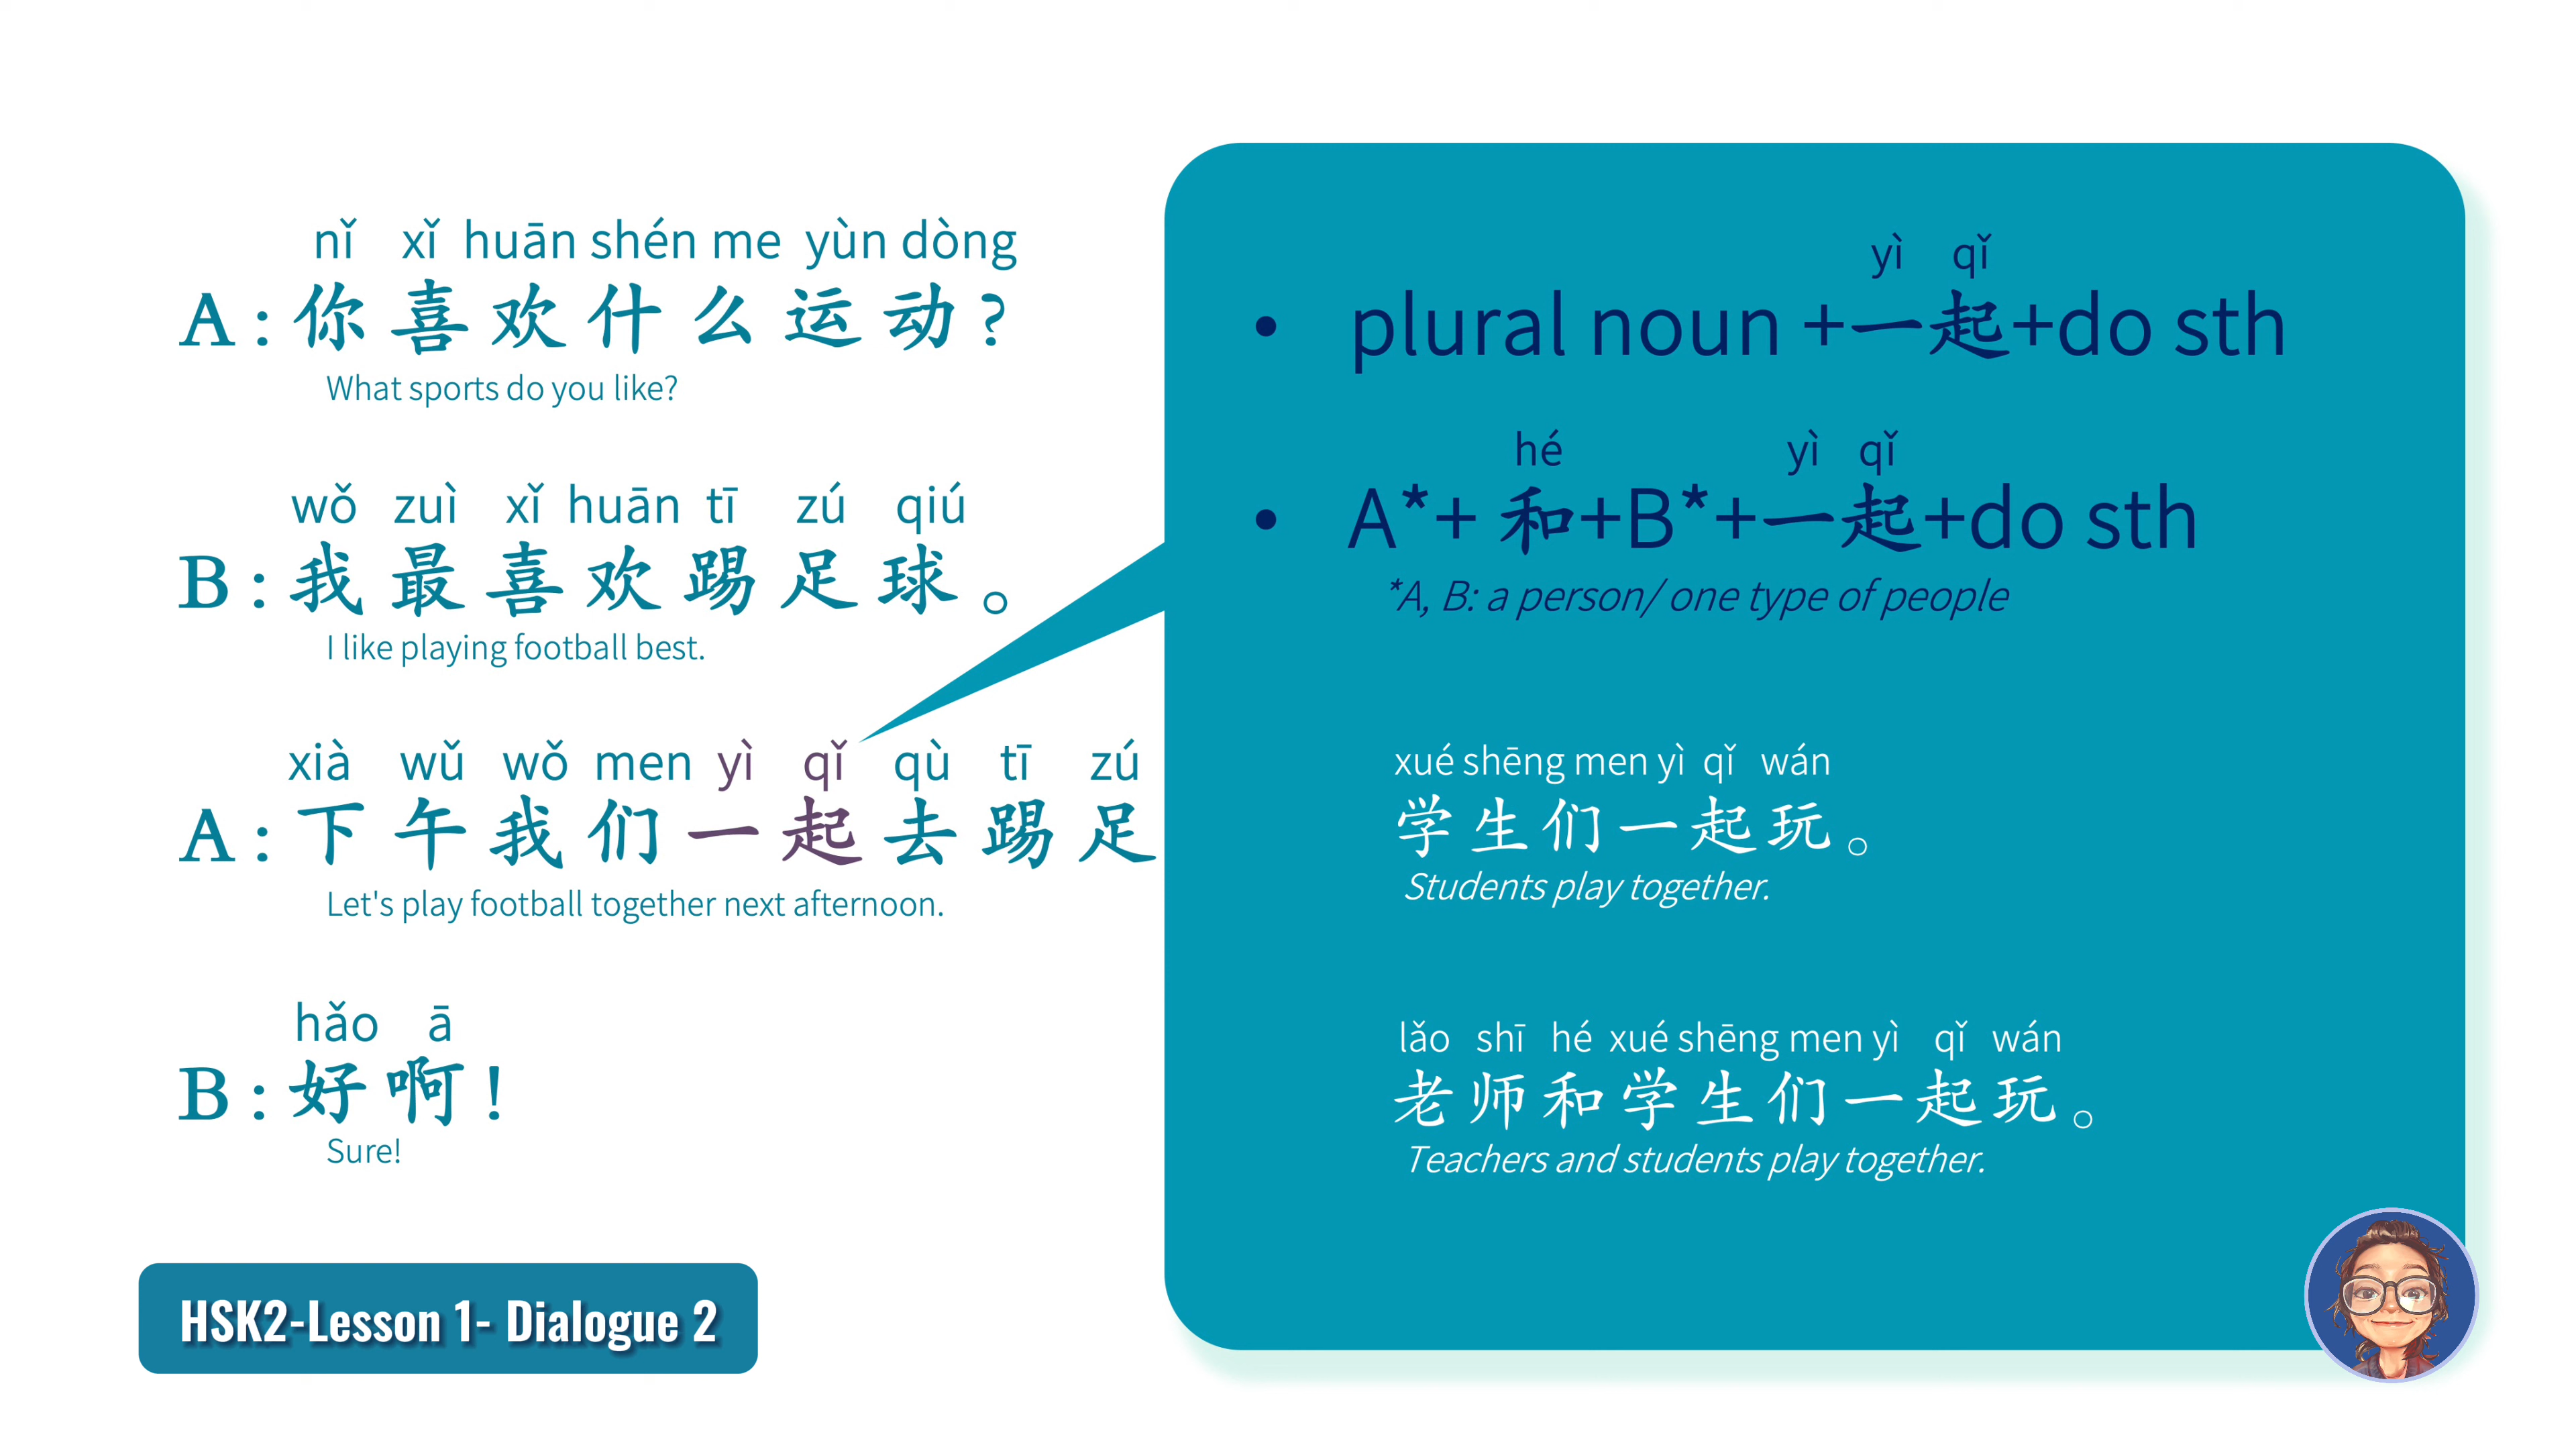 nǐ xǐ huān shén me yùn dòng
A : 你喜欢什么运动?
What sports do you like?
wǒ zuì xǐ huān tī zú qiú
B : 我最喜欢踢足球。
I like playing football best.
xià wǔ wǒ men yì qǐ qù tī zú
A : 下午我们一起去踢足
Let's play football together next afternoon.
hǎo ā
B : 好啊!
Sure!
HSK2-Lesson 1- Dialogue 2
yì qǐ
• plural noun +一起+do sth
hé yì qǐ
• A*+ 和+B*+一起+do sth
*A, B: a person/ one type of people
xué shēng men yì qǐ wán
学生们一起玩。
Students play together.
lǎo shī hé xué shēng men yì qǐ wán
老师和学生们一起玩。
Teachers and students play together.